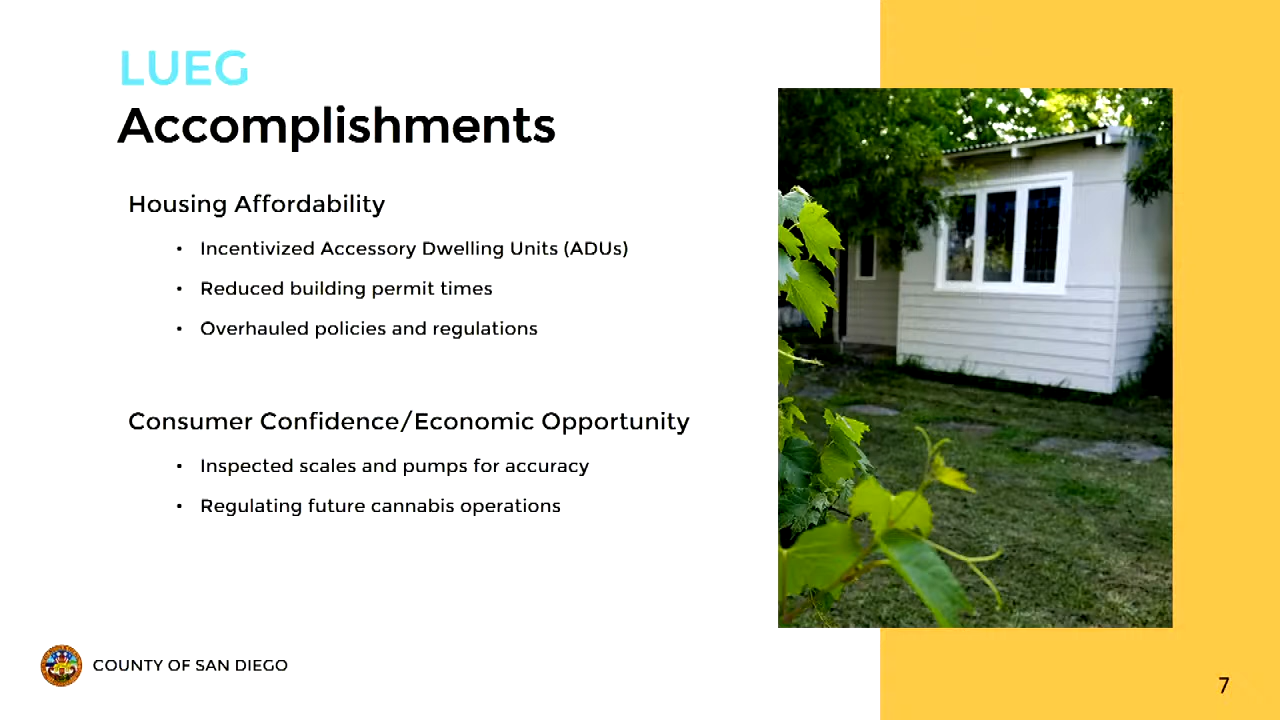 LUEG
Accomplishments
Housing Affordability
• Incentivized Accessory Dwelling Units (ADUs)
• Reduced building permit times
• Overhauled policies and regulations
Consumer Confidence/Economic Opportunity
• Inspected scales and pumps for accuracy
• Regulating future cannabis operations
COUNTY OF SAN DIEGO
7